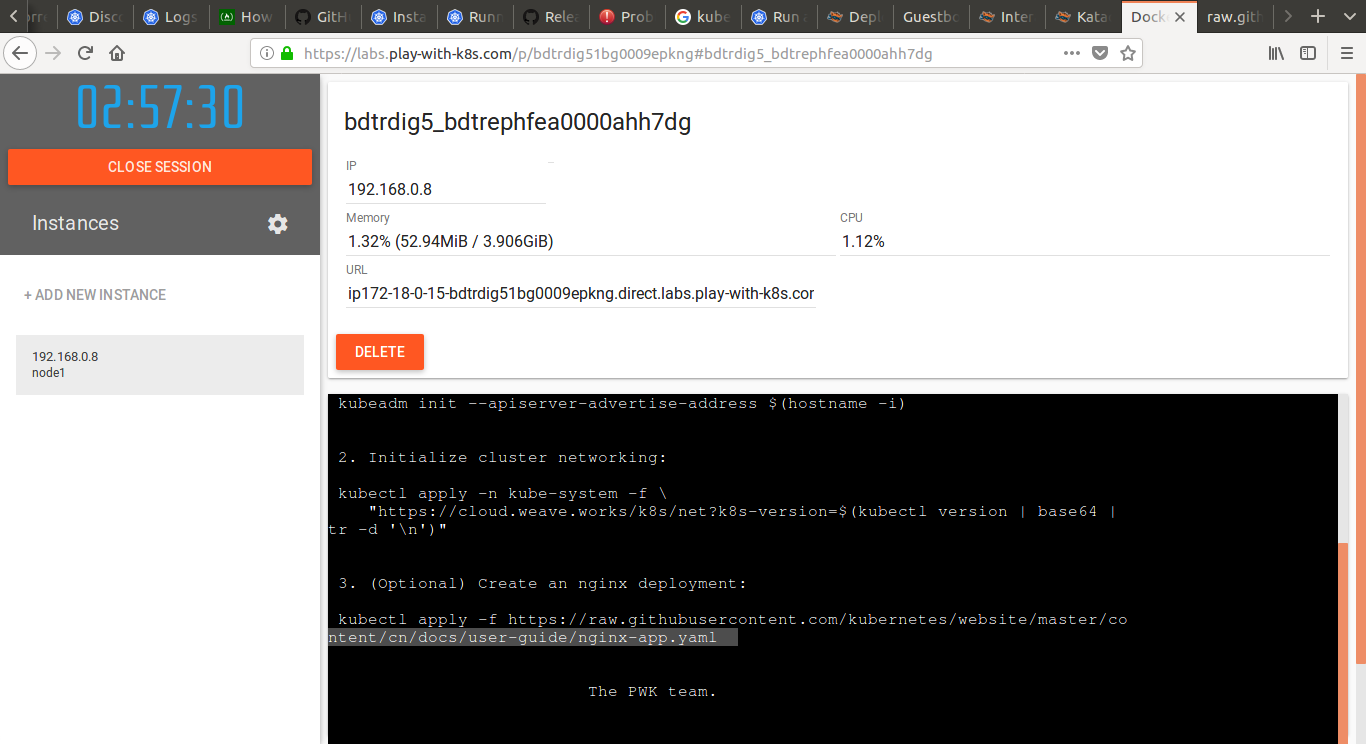 Disco
Logs
How
GitH
Insta
Runn
Relea
Prob
kube
Run
Depl
Guestbo
Inter
Kata
Dock
raw.git
https://labs.play-with-k8s.com/p/bdtrdig51bg0009epkng#bdtrdig5_bdtrephfea0000ahh7dg
02:57:30
CLOSE SESSION
Instances
+ ADD NEW INSTANCE
192.168.0.8
node1
bdtrdig5_bdtrephfea0000ahh7dg
IP
192.168.0.8
Memory
CPU
1.32% (52.94MiB / 3.906GiB)
1.12%
URL
ip172-18-0-15-bdtrdig51bg0009epkng.direct.labs.play-with-k8s.cor
DELETE
kubeadm init --apiserver-advertise-address $(hostname -i)
2. Initialize cluster networking:
kubectl apply -n kube-system -f \
"https://cloud.weave.works/k8s/net?k8s-version=$(kubectl version | base64 |
tr -d '\n')"
3. (Optional) Create an nginx deployment:
kubectl apply -f https://raw.githubusercontent.com/kubernetes/website/master/co
ntent/cn/docs/user-guide/nginx-app.yaml
The PWK team.